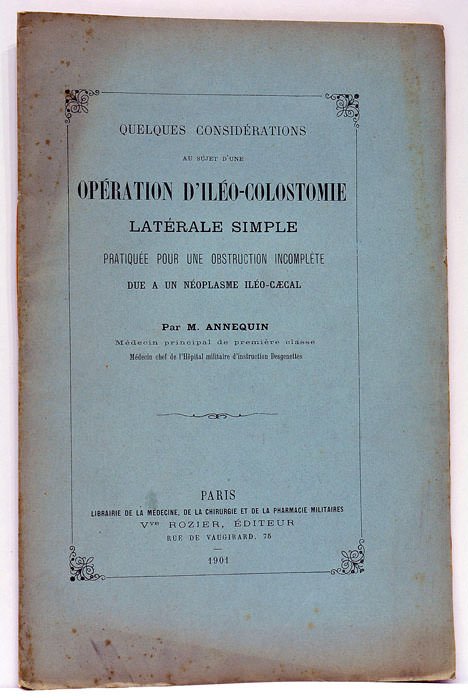 QUELQUES CONSIDÉRATIONS
AU SUJET D'UNE
OPÉRATION D'ILÉO-COLOSTOMIE
LATÉRALE SIMPLE
PRATIQUÉE POUR UNE OBSTRUCTION INCOMPLÈTE
DUE A UN NÉOPLASME ILÉO-CÆCAL
Par M. ANNEQUIN
Médecin principal de première classe
Médecin chef de l'Hôpital militaire d'instruction Desgenettes
PARIS
LIBRAIRIE DE LA MÉDECINE, DE LA CHIRURGIE ET DE LA PHARMACIE MILITAIRES
Vve ROZIER, ÉDITEUR
RUE DE VAUGIRARD, 75
1901